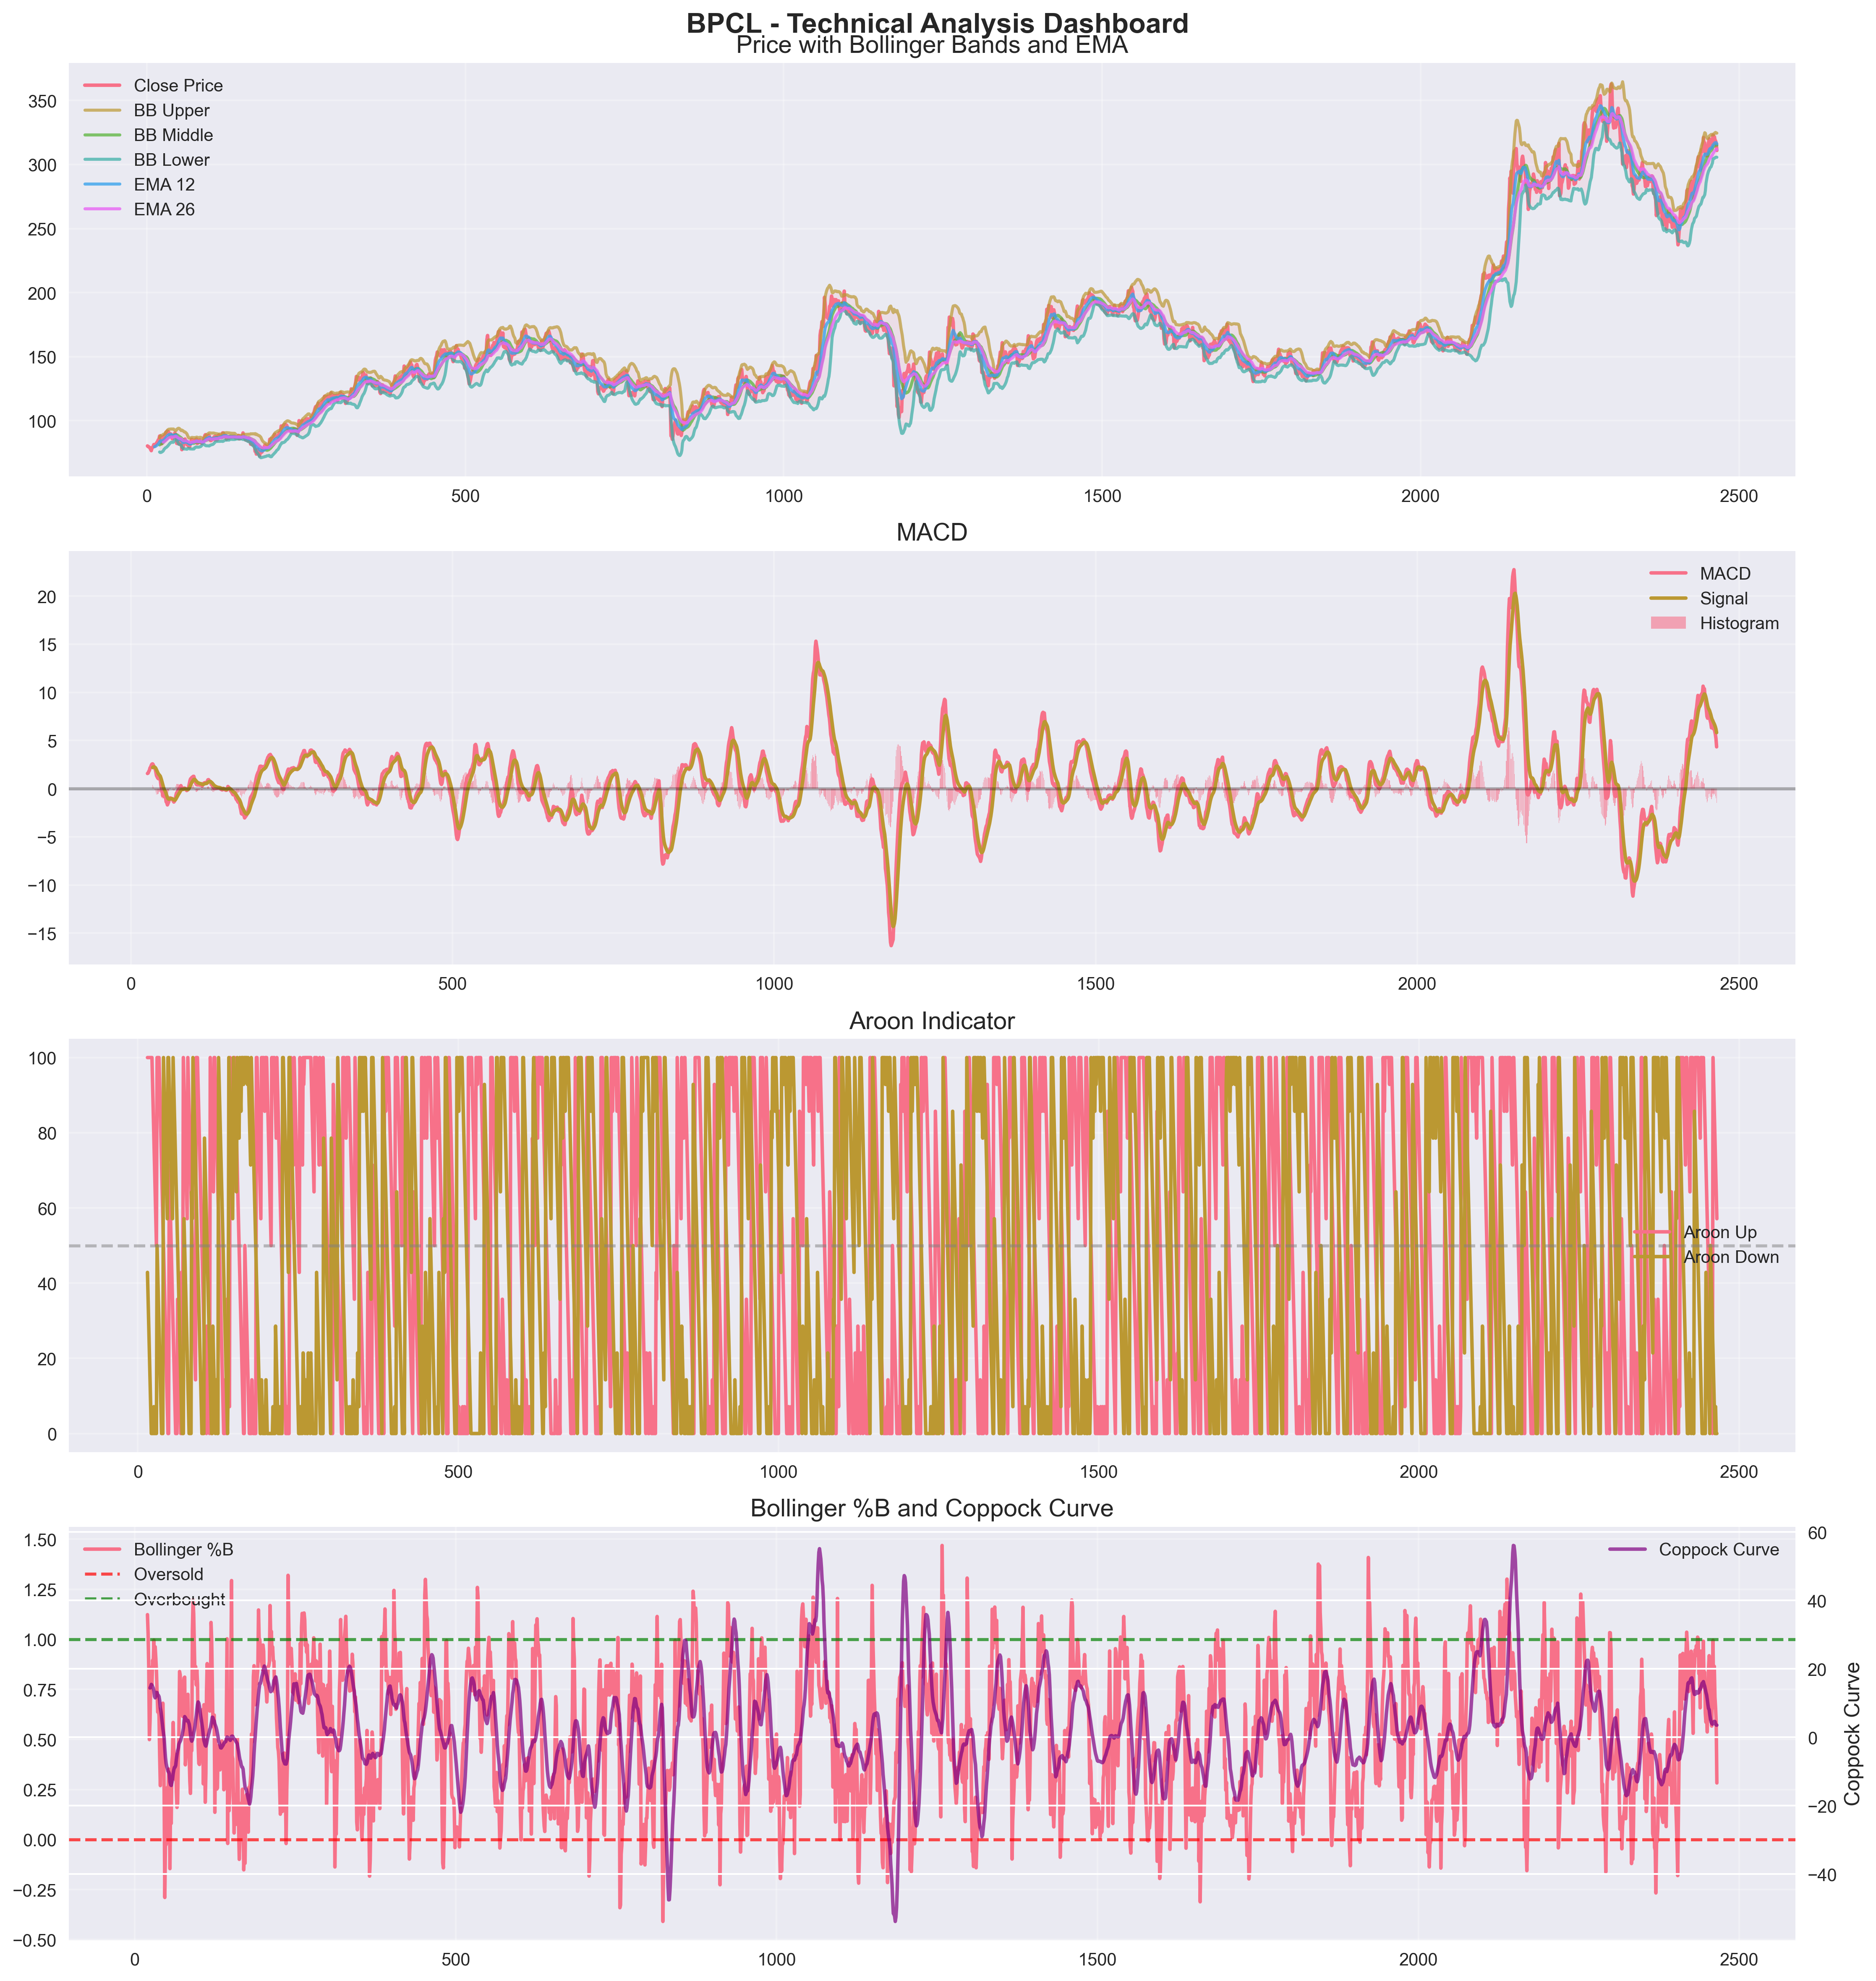 BPCL - Technical Analysis Dashboard
Price with Bollinger Bands and EMA
Close Price
BB Upper
BB Middle
BB Lower
EMA 12
EMA 26
350
300
250
200
150
100
0 500 1000 1500 2000 2500
MACD
MACD
Signal
Histogram
20
15
10
5
0
−5
−10
−15
0 500 1000 1500 2000 2500
Aroon Indicator
100
80
60
40
20
0
Aroon Up
Aroon Down
0 500 1000 1500 2000 2500
Bollinger %B and Coppock Curve
Bollinger %B
Oversold
Overbought
Coppock Curve
1.50
1.25
1.00
0.75
0.50
0.25
0.00
−0.25
−0.50
60
40
20
0
−20
−40
Coppock Curve
0 500 1000 1500 2000 2500